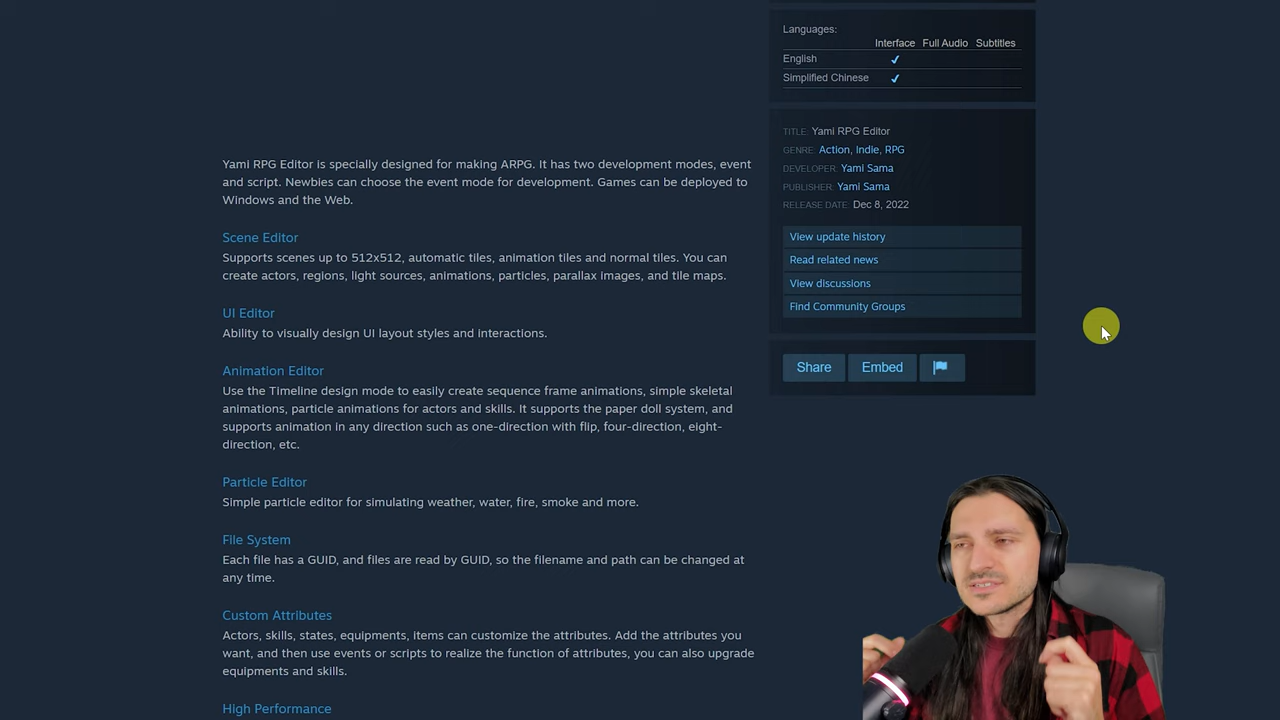 Languages:
Interface Full Audio Subtitles
English ✔
Simplified Chinese ✔
TITLE: Yami RPG Editor
GENRE: Action, Indie, RPG
DEVELOPER: Yami Sama
PUBLISHER: Yami Sama
RELEASE DATE: Dec 8, 2022
View update history
Read related news
View discussions
Find Community Groups
Share Embed
Yami RPG Editor is specially designed for making ARPG. It has two development modes, event
and script. Newbies can choose the event mode for development. Games can be deployed to
Windows and the Web.
Scene Editor
Supports scenes up to 512x512, automatic tiles, animation tiles and normal tiles. You can
create actors, regions, light sources, animations, particles, parallax images, and tile maps.
UI Editor
Ability to visually design UI layout styles and interactions.
Animation Editor
Use the Timeline design mode to easily create sequence frame animations, simple skeletal
animations, particle animations for actors and skills. It supports the paper doll system, and
supports animation in any direction such as one-direction with flip, four-direction, eight-
direction, etc.
Particle Editor
Simple particle editor for simulating weather, water, fire, smoke and more.
File System
Each file has a GUID, and files are read by GUID, so the filename and path can be changed at
any time.
Custom Attributes
Actors, skills, states, equipments, items can customize the attributes. Add the attributes you
want, and then use events or scripts to realize the function of attributes, you can also upgrade
equipments and skills.
High Performance